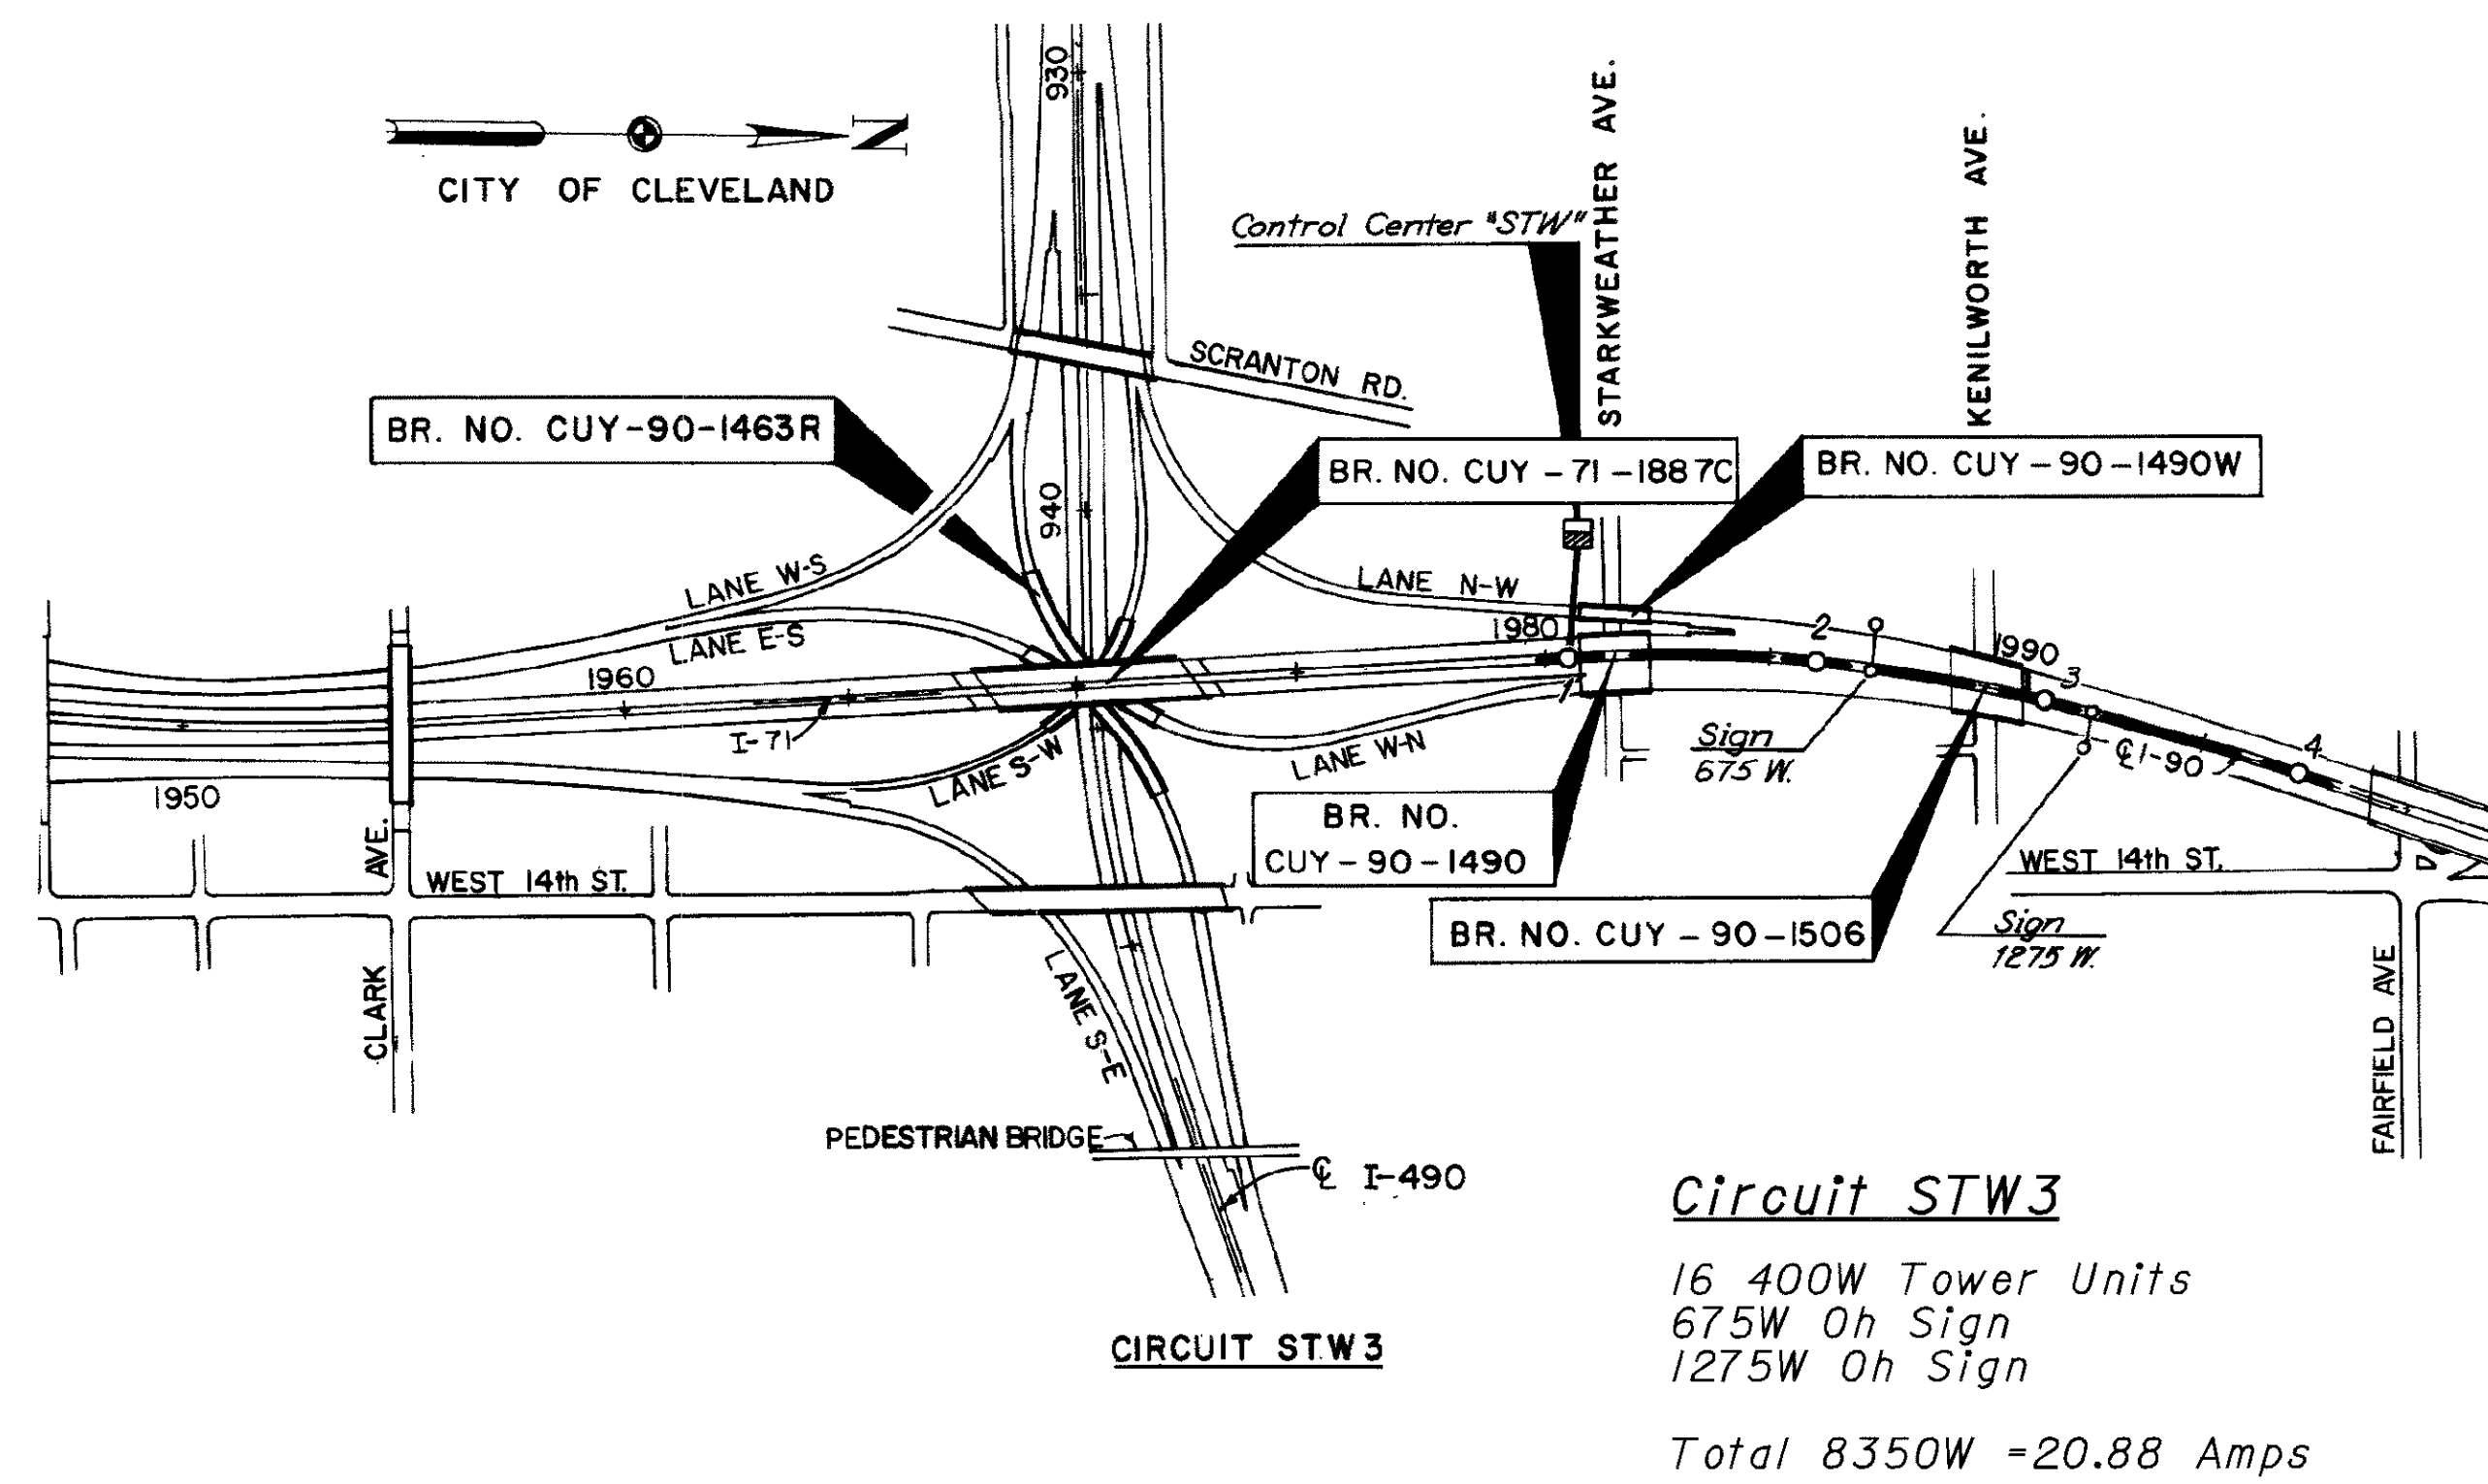 930
N
CITY OF CLEVELAND
Control Center "STW"
STARKWEATHER AVE.
KENILWORTH AVE.
SCRANTON RD.
BR. NO. CUY-90-1463R
BR. NO. CUY - 71 - 1887C
BR. NO. CUY - 90 - 1490W
940
LANE W-S
LANE N-W
LANE E-S
1980
2
1990
1960
3
1
I-71
LANE W-N
Sign
675 W.
℄ I-90
4
1950
LANE S-W
BR. NO.
CUY - 90 - 1490
CLARK AVE.
WEST 14th ST.
WEST 14th ST.
BR. NO. CUY - 90 - 1506
Sign
1275 W.
LANE S-E
FAIRFIELD AVE
PEDESTRIAN BRIDGE
℄ I-490
Circuit STW3
16 400W Tower Units
675W Oh Sign
1275W Oh Sign
CIRCUIT STW3
Total 8350W =20.88 Amps